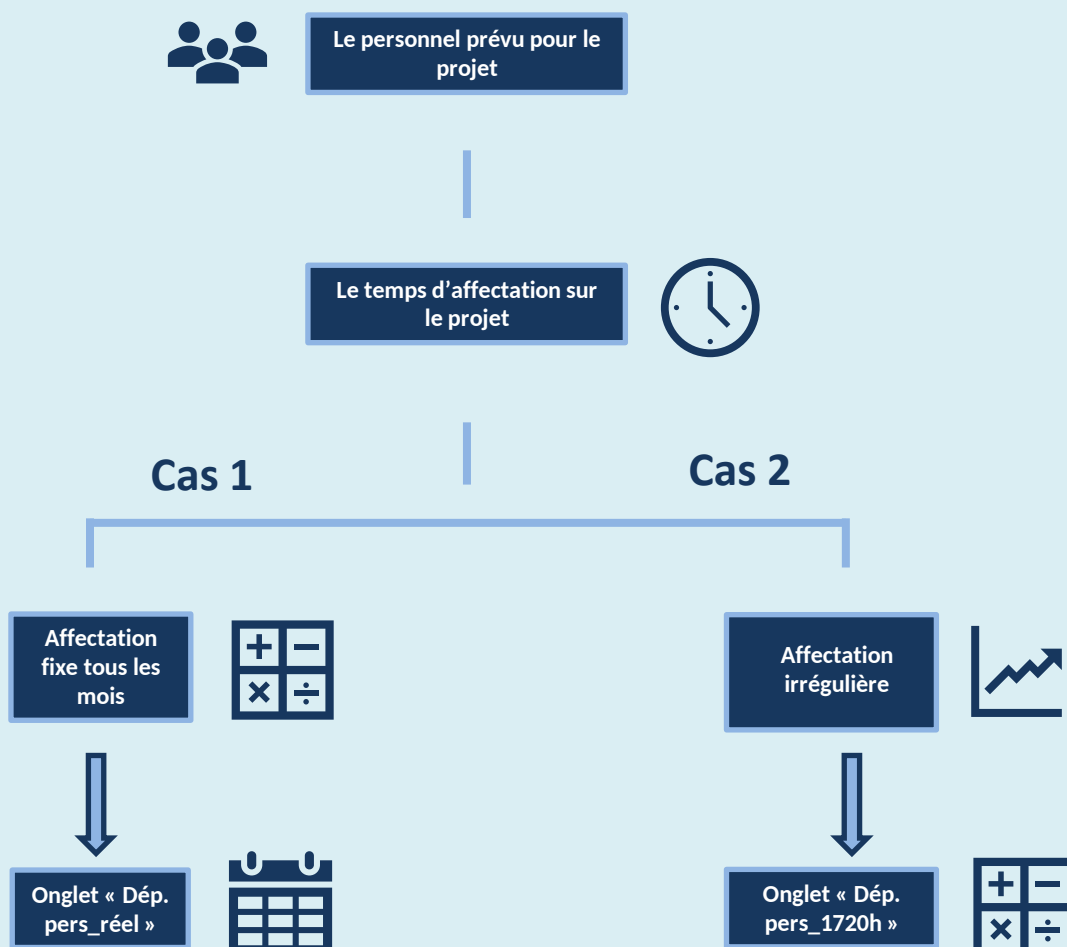 Le personnel prévu pour le
projet
Le temps d’affectation sur
le projet
Cas 1
Cas 2
Affectation
fixe tous les
mois
Affectation
irrégulière
Onglet « Dép.
pers_réel »
Onglet « Dép.
pers_1720h »